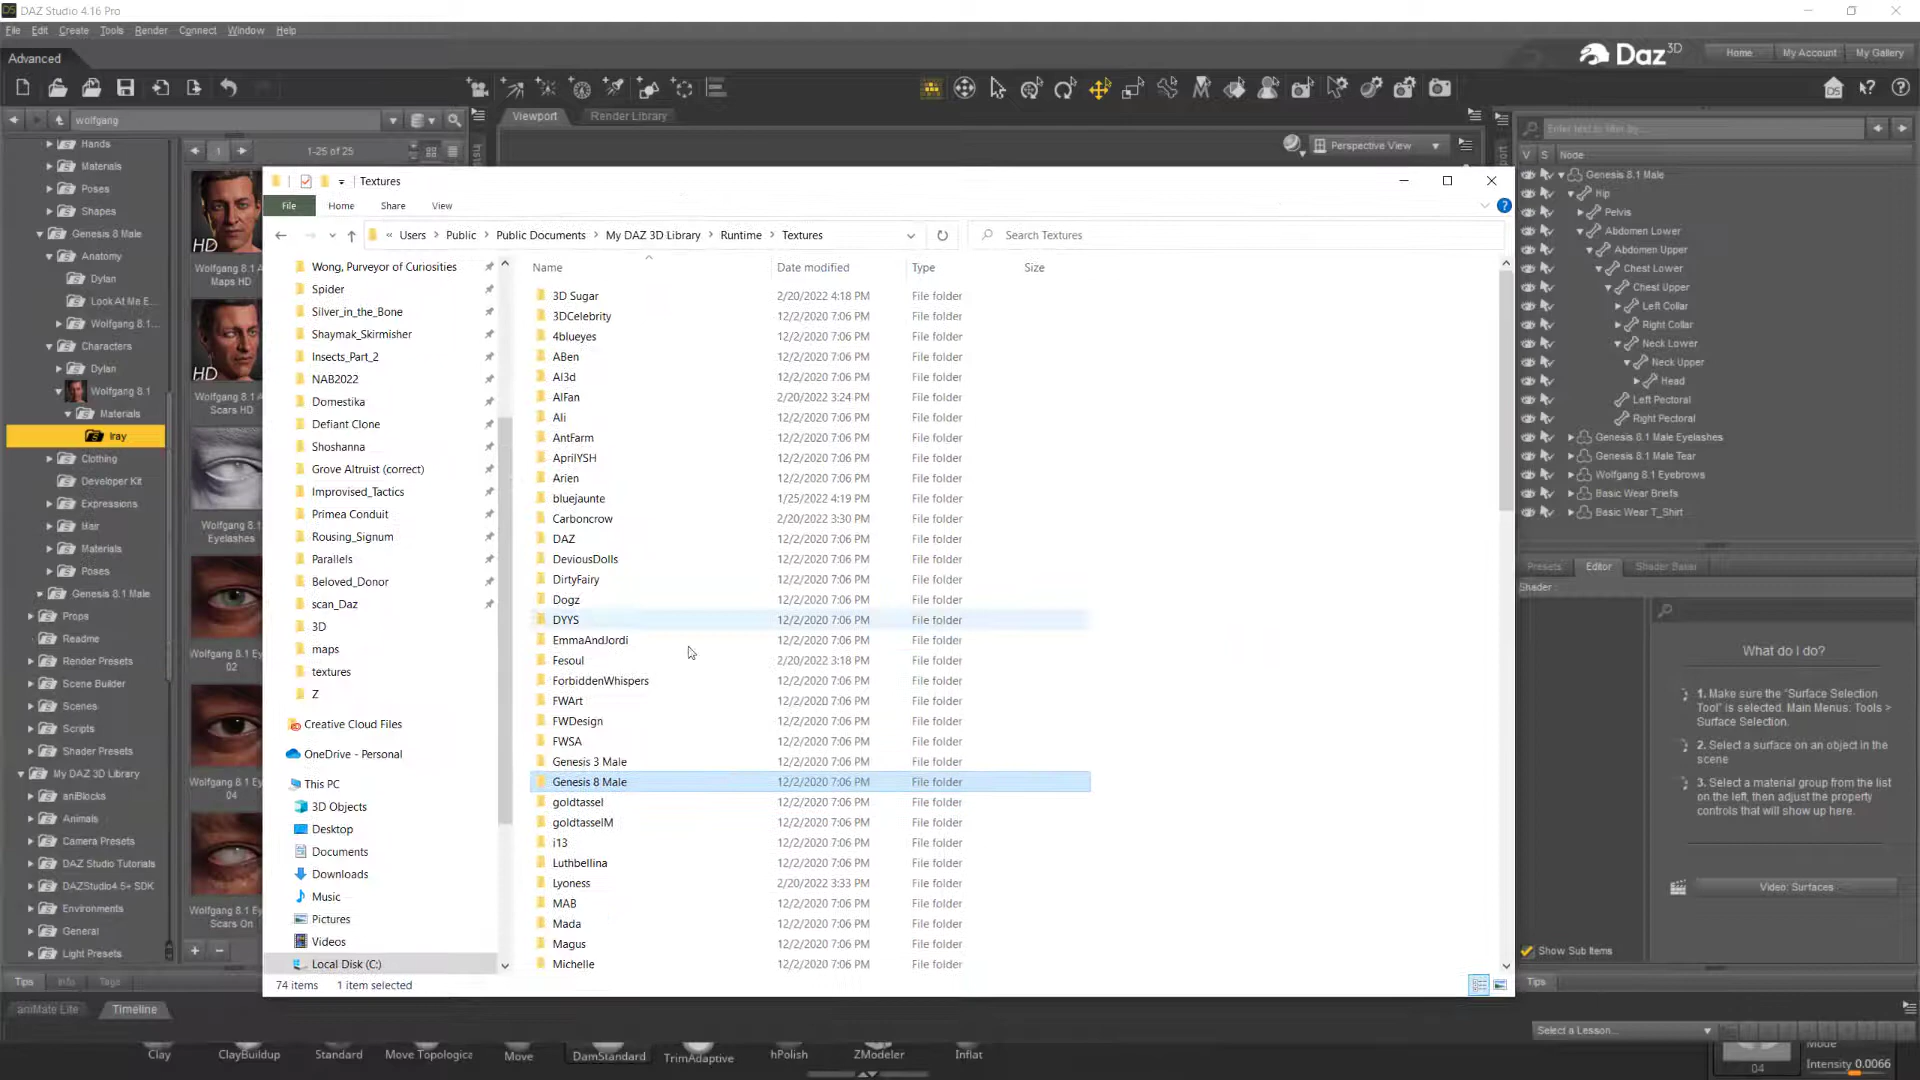 DAZ Studio 4.16 Pro
File Edit Create Tools Render Connect Window Help
Advanced
Daz 3D
Home My Account My Gallery
wolfgang
Viewport Render Library
1 1-25 of 25
Perspective View
Enter text to filter by...
V S Node
Hands
Materials
Poses
Shapes
Genesis 8 Male
Anatomy
Dylan
Look At Me E...
Wolfgang 8.1...
Characters
Dylan
Wolfgang 8.1
Materials
Iray
Clothing
Developer Kit
Expressions
Hair
Materials
Poses
Genesis 8.1 Male
Props
Readme
Render Presets
Scene Builder
Scenes
Scripts
Shader Presets
My DAZ 3D Library
aniBlocks
Animals
Camera Presets
DAZ Studio Tutorials
DAZStudio4.5+ SDK
Environments
General
Light Presets
HD
Wolfgang 8.1 A
Maps HD
HD
Wolfgang 8.1 A
Scars HD
Wolfgang 8.1
Eyelashes
Wolfgang 8.1 Ey
02
Wolfgang 8.1 Ey
04
Wolfgang 8.1 Ey
Scars On
Textures
File Home Share View
« Users Public Public Documents My DAZ 3D Library Runtime Textures
Search Textures
Wong, Purveyor of Curiosities
Spider
Silver_in_the_Bone
Shaymak_Skirmisher
Insects_Part_2
NAB2022
Domestika
Defiant Clone
Shoshanna
Grove Altruist (correct)
Improvised_Tactics
Primea Conduit
Rousing_Signum
Parallels
Beloved_Donor
scan_Daz
3D
maps
textures
Z
Creative Cloud Files
OneDrive - Personal
This PC
3D Objects
Desktop
Documents
Downloads
Music
Pictures
Videos
Local Disk (C:)
Name Date modified Type Size
3D Sugar 2/20/2022 4:18 PM File folder
3DCelebrity 12/2/2020 7:06 PM File folder
4blueyes 12/2/2020 7:06 PM File folder
ABen 12/2/2020 7:06 PM File folder
AI3d 12/2/2020 7:06 PM File folder
AlFan 2/20/2022 3:24 PM File folder
Ali 12/2/2020 7:06 PM File folder
AntFarm 12/2/2020 7:06 PM File folder
AprilYSH 12/2/2020 7:06 PM File folder
Arien 12/2/2020 7:06 PM File folder
bluejaunte 1/25/2022 4:19 PM File folder
Carboncrow 2/20/2022 3:30 PM File folder
DAZ 12/2/2020 7:06 PM File folder
DeviousDolls 12/2/2020 7:06 PM File folder
DirtyFairy 12/2/2020 7:06 PM File folder
Dogz 12/2/2020 7:06 PM File folder
DYYS 12/2/2020 7:06 PM File folder
EmmaAndJordi 12/2/2020 7:06 PM File folder
Fesoul 2/20/2022 3:18 PM File folder
ForbiddenWhispers 12/2/2020 7:06 PM File folder
FWArt 12/2/2020 7:06 PM File folder
FWDesign 12/2/2020 7:06 PM File folder
FWSA 12/2/2020 7:06 PM File folder
Genesis 3 Male 12/2/2020 7:06 PM File folder
Genesis 8 Male 12/2/2020 7:06 PM File folder
goldtassel 12/2/2020 7:06 PM File folder
goldtasselM 12/2/2020 7:06 PM File folder
i13 12/2/2020 7:06 PM File folder
Luthbellina 12/2/2020 7:06 PM File folder
Lyoness 2/20/2022 3:33 PM File folder
MAB 12/2/2020 7:06 PM File folder
Mada 12/2/2020 7:06 PM File folder
Magus 12/2/2020 7:06 PM File folder
Michelle 12/2/2020 7:06 PM File folder
74 items 1 item selected
Genesis 8.1 Male
Hip
Pelvis
Abdomen Lower
Abdomen Upper
Chest Lower
Chest Upper
Left Collar
Right Collar
Neck Lower
Neck Upper
Head
Left Pectoral
Right Pectoral
Genesis 8.1 Male Eyelashes
Genesis 8.1 Male Tear
Wolfgang 8.1 Eyebrows
Basic Wear Briefs
Basic Wear T_Shirt
Presets Editor Shader Baker
Shader :
What do I do?
1. Make sure the "Surface Selection
Tool" is selected. Main Menus: Tools >
Surface Selection.
2. Select a surface on an object in the
scene
3. Select a material group from the list
on the left, then adjust the property
controls that will show up here.
Video: Surfaces
Show Sub Items
Tips
Tips Info Tags
aniMate Lite Timeline
Select a Lesson...
Clay ClayBuildup Standard Move Topologica Move DamStandard TrimAdaptive hPolish ZModeler Inflat
04
Mode
Intensity 0.0066